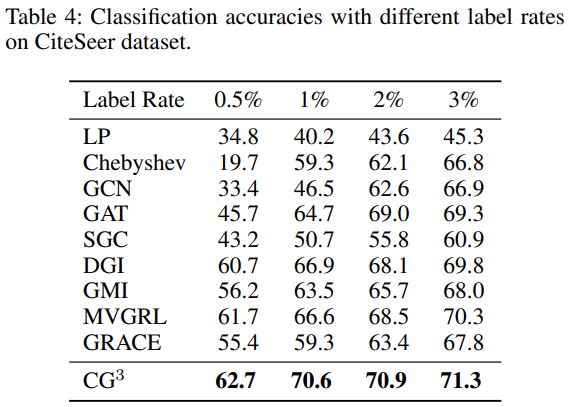 Table 4: Classification accuracies with different label rates
on CiteSeer dataset.
Label Rate 0.5% 1% 2% 3%
LP 34.8 40.2 43.6 45.3
Chebyshev 19.7 59.3 62.1 66.8
GCN 33.4 46.5 62.6 66.9
GAT 45.7 64.7 69.0 69.3
SGC 43.2 50.7 55.8 60.9
DGI 60.7 66.9 68.1 69.8
GMI 56.2 63.5 65.7 68.0
MVGRL 61.7 66.6 68.5 70.3
GRACE 55.4 59.3 63.4 67.8
CG³ 62.7 70.6 70.9 71.3